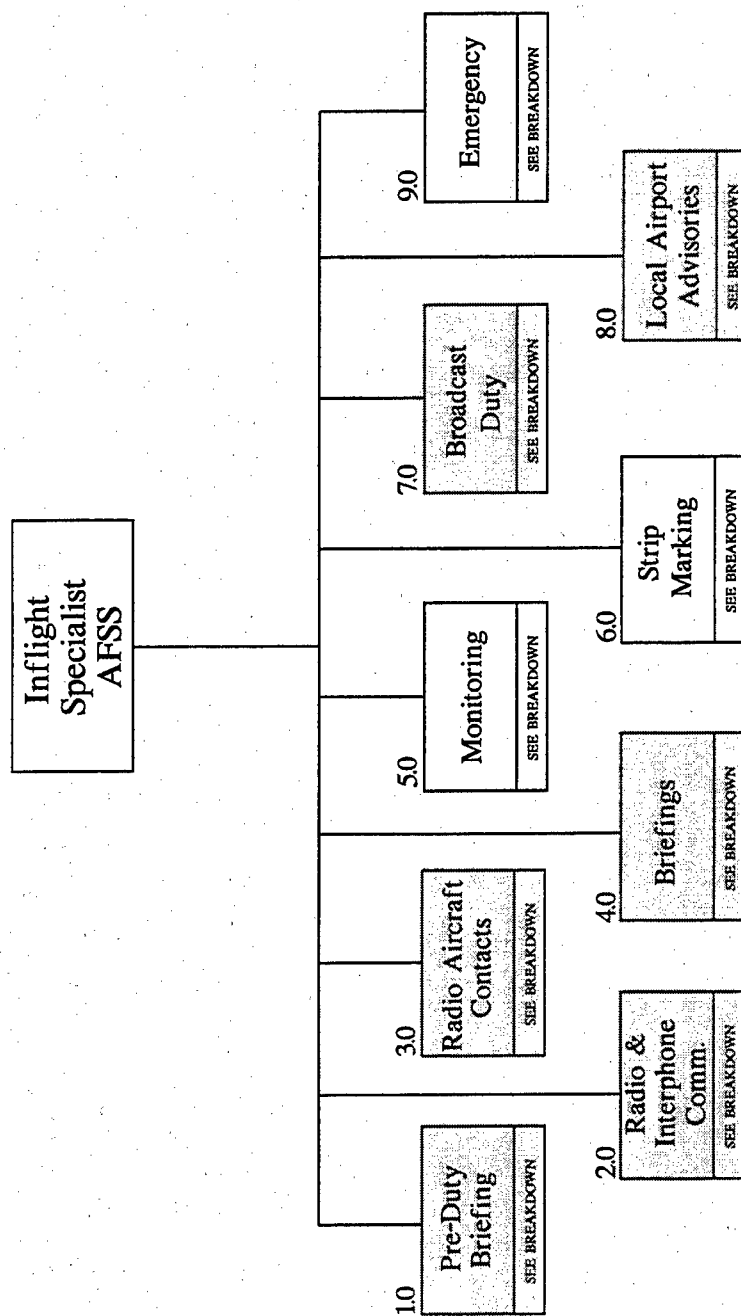 Inflight
Specialist
AFSS
1.0
Pre-Duty
Briefing
SEE BREAKDOWN
2.0
Radio &
Interphone
Comm.
SEE BREAKDOWN
3.0
Radio Aircraft
Contacts
SEE BREAKDOWN
4.0
Briefings
SEE BREAKDOWN
5.0
Monitoring
SEE BREAKDOWN
6.0
Strip
Marking
SEE BREAKDOWN
7.0
Broadcast
Duty
SEE BREAKDOWN
8.0
Local Airport
Advisories
SEE BREAKDOWN
9.0
Emergency
SEE BREAKDOWN